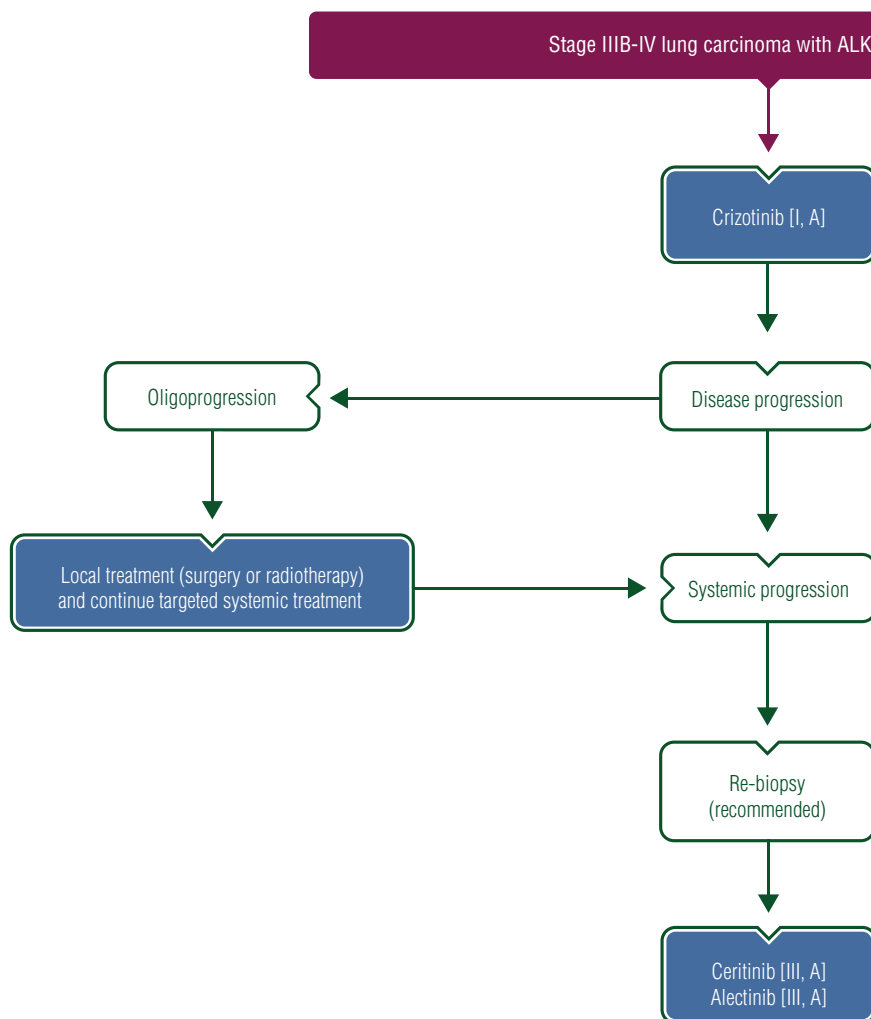 Stage IIIB-IV lung carcinoma with ALK
Crizotinib [I, A]
Oligoprogression
Disease progression
Local treatment (surgery or radiotherapy)
and continue targeted systemic treatment
Systemic progression
Re-biopsy
(recommended)
Ceritinib [III, A]
Alectinib [III, A]